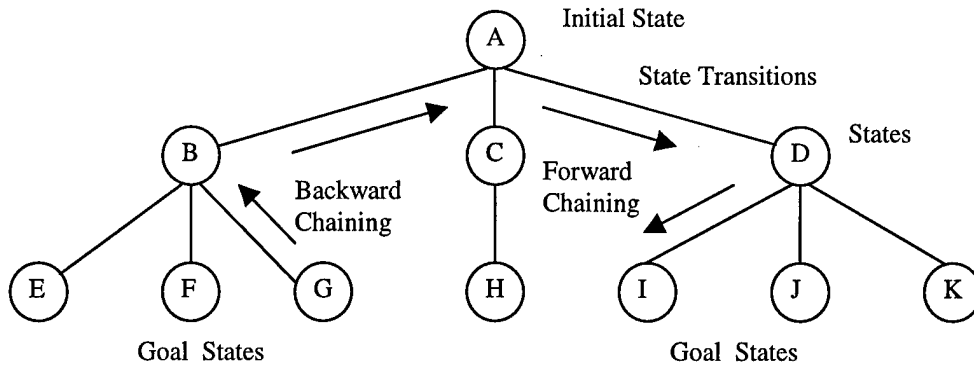 Initial State
A
State Transitions
States
B
C
D
Backward
Chaining
Forward
Chaining
E
F
G
H
I
J
K
Goal States
Goal States